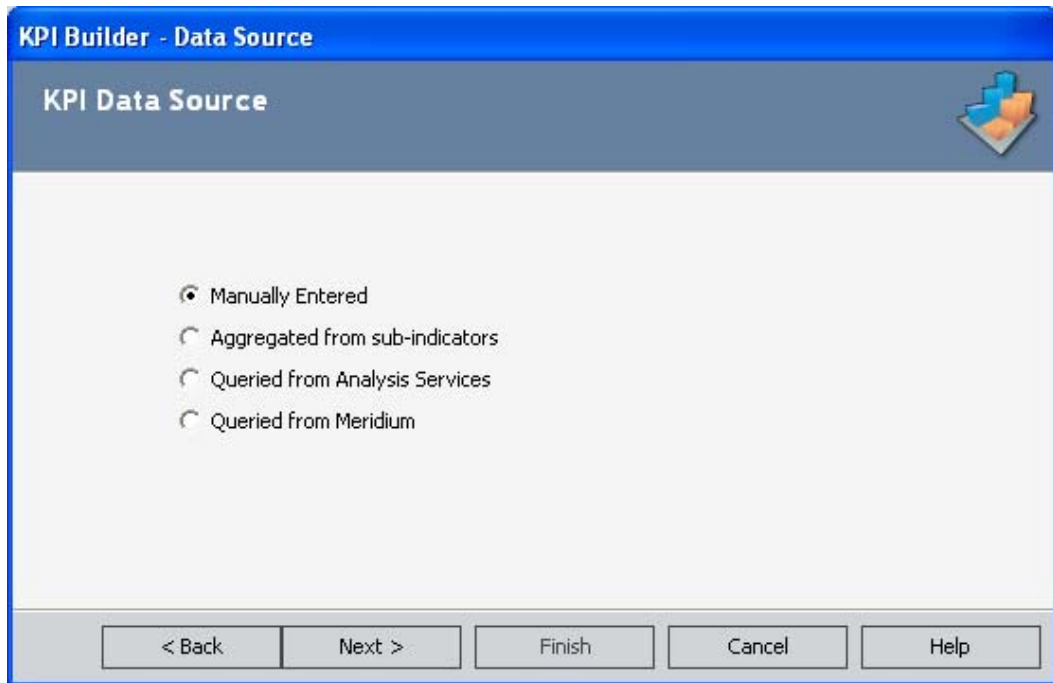 KPI Builder - Data Source
KPI Data Source
Manually Entered
Aggregated from sub-indicators
Queried from Analysis Services
Queried from Meridium
< Back Next > Finish Cancel Help